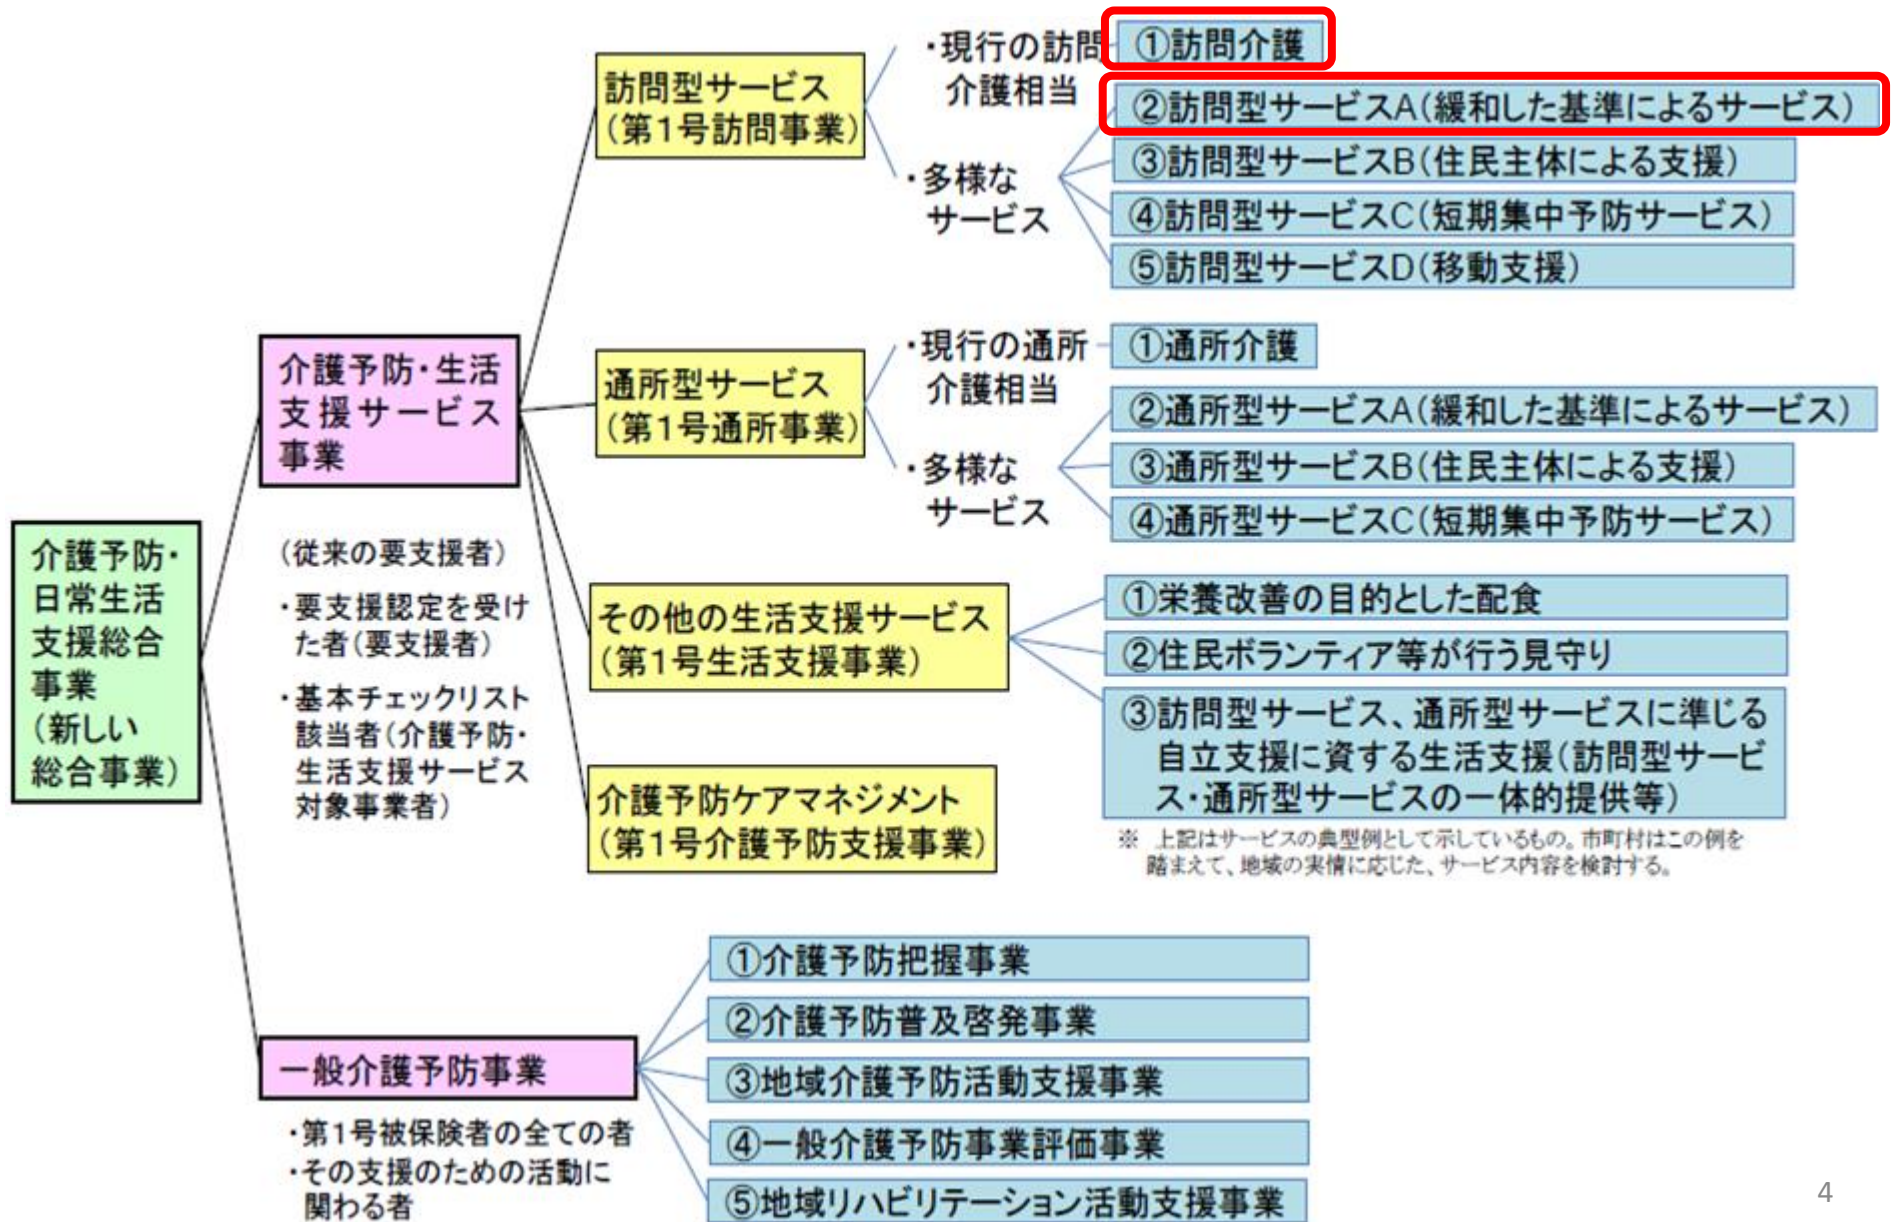 介護予防・
日常生活
支援総合
事業
(新しい
総合事業)
介護予防・生活
支援サービス
事業
(従来の要支援者)
・要支援認定を受け
た者(要支援者)
・基本チェックリスト
該当者(介護予防・
生活支援サービス
対象事業者)
訪問型サービス
(第1号訪問事業)
・現行の訪問
介護相当
①訪問介護
・多様な
サービス
②訪問型サービスA(緩和した基準によるサービス)
③訪問型サービスB(住民主体による支援)
④訪問型サービスC(短期集中予防サービス)
⑤訪問型サービスD(移動支援)
通所型サービス
(第1号通所事業)
・現行の通所
介護相当
①通所介護
・多様な
サービス
②通所型サービスA(緩和した基準によるサービス)
③通所型サービスB(住民主体による支援)
④通所型サービスC(短期集中予防サービス)
その他の生活支援サービス
(第1号生活支援事業)
①栄養改善の目的とした配食
②住民ボランティア等が行う見守り
③訪問型サービス、通所型サービスに準じる
自立支援に資する生活支援(訪問型サービ
ス・通所型サービスの一体的提供等)
※ 上記はサービスの典型例として示しているもの。市町村はこの例を
踏まえて、地域の実情に応じた、サービス内容を検討する。
介護予防ケアマネジメント
(第1号介護予防支援事業)
一般介護予防事業
・第1号被保険者の全ての者
・その支援のための活動に
関わる者
①介護予防把握事業
②介護予防普及啓発事業
③地域介護予防活動支援事業
④一般介護予防事業評価事業
⑤地域リハビリテーション活動支援事業
4